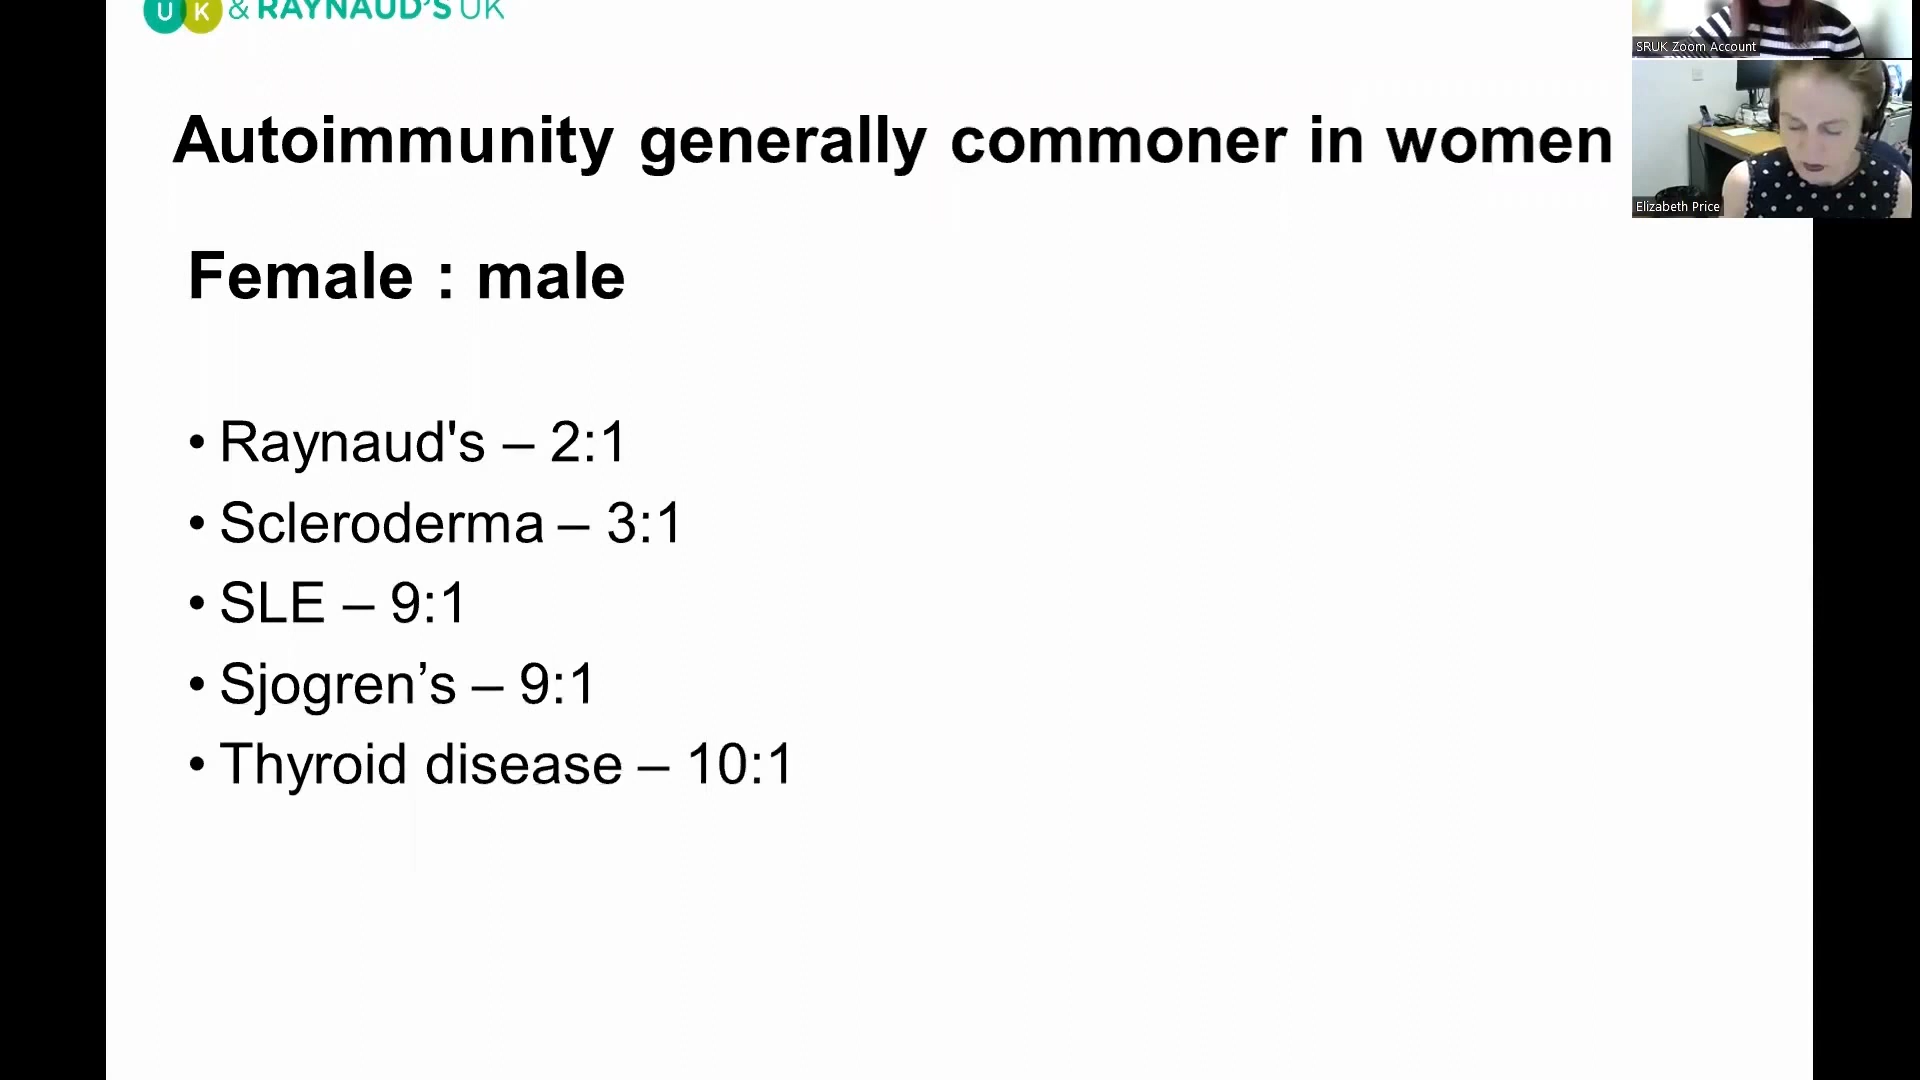 UK & RAYNAUD'S UK
SRUK Zoom Account
Elizabeth Price
Autoimmunity generally commoner in women
Female : male
• Raynaud's – 2:1
• Scleroderma – 3:1
• SLE – 9:1
• Sjogren’s – 9:1
• Thyroid disease – 10:1